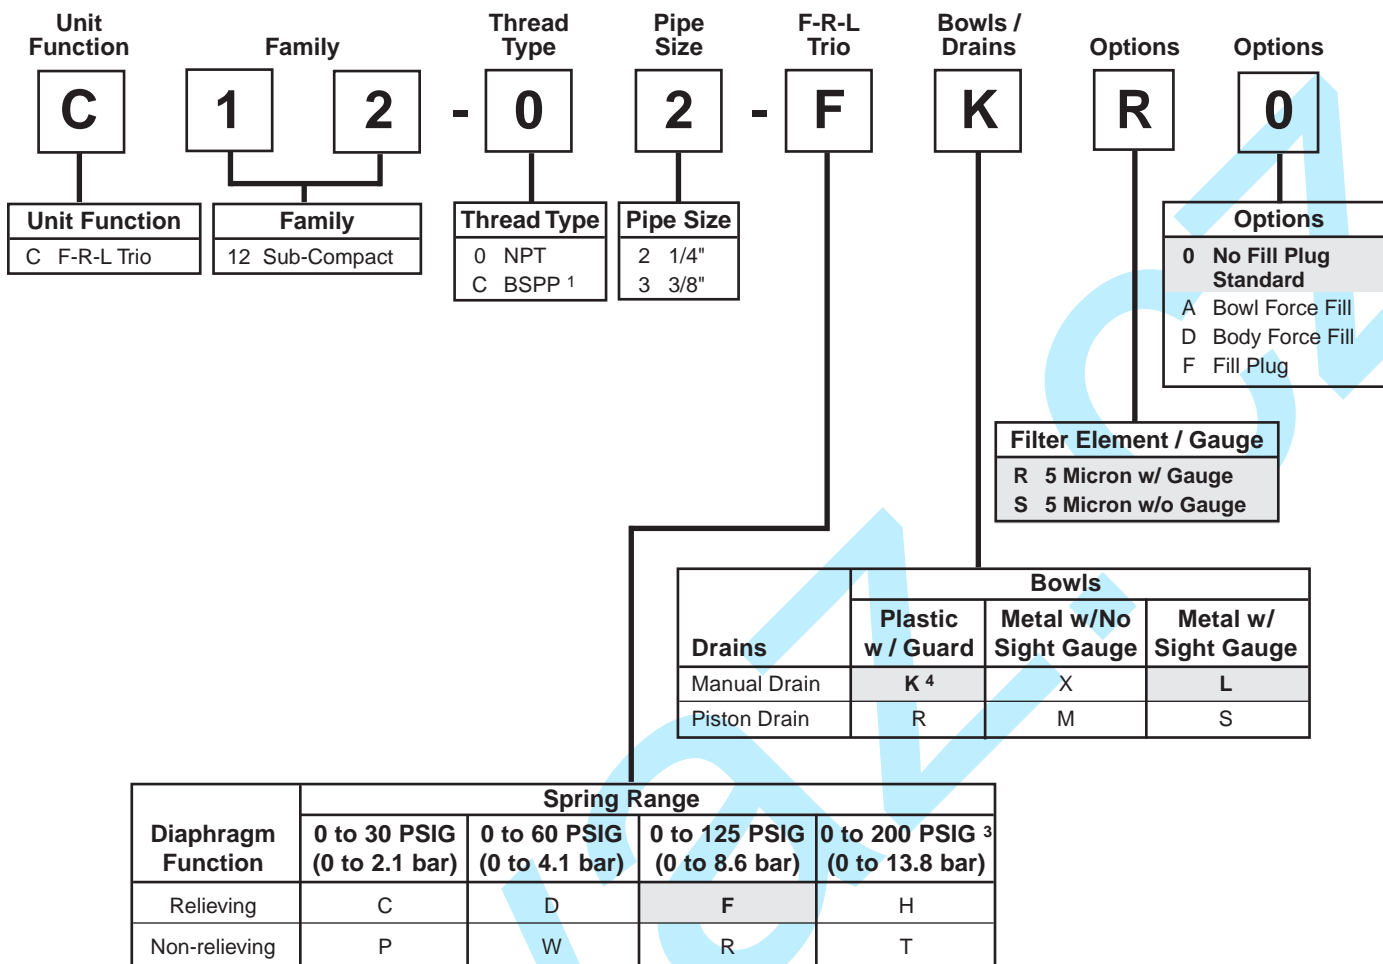 Unit Function
Family
Thread Type
Pipe Size
F-R-L Trio
Bowls / Drains
Options
Options
C 1 2 - 0 2 - F K R 0
Unit Function
C F-R-L Trio
Family
12 Sub-Compact
Thread Type
0 NPT
C BSPP 1
Pipe Size
2 1/4"
3 3/8"
Options
0 No Fill Plug
Standard
A Bowl Force Fill
D Body Force Fill
F Fill Plug
Filter Element / Gauge
R 5 Micron w/ Gauge
S 5 Micron w/o Gauge
Bowls
Drains
Plastic w / Guard
Metal w/No Sight Gauge
Metal w/ Sight Gauge
Manual Drain K 4 X L
Piston Drain R M S
Spring Range
Diaphragm Function
0 to 30 PSIG (0 to 2.1 bar)
0 to 60 PSIG (0 to 4.1 bar)
0 to 125 PSIG (0 to 8.6 bar)
0 to 200 PSIG 3 (0 to 13.8 bar)
Relieving C D F H
Non-relieving P W R T